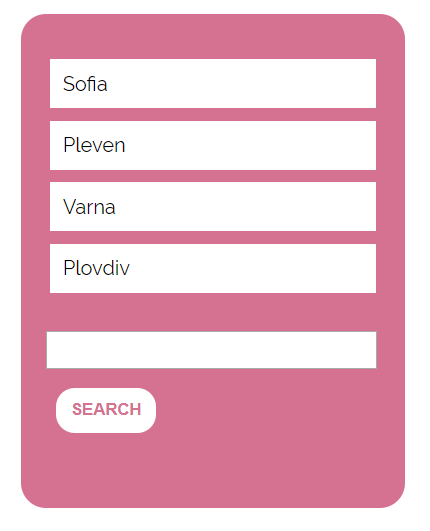 Sofia
Pleven
Varna
Plovdiv
SEARCH